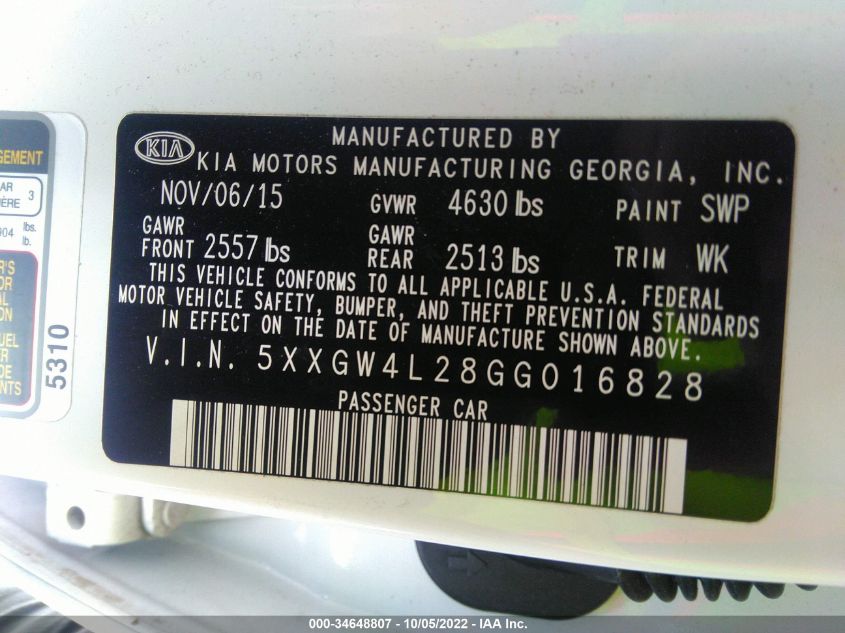 KIA
MANUFACTURED BY
KIA MOTORS MANUFACTURING GEORGIA, INC.
NOV/06/15 GVWR 4630 lbs PAINT SWP
GAWR FRONT 2557 lbs GAWR REAR 2513 lbs TRIM WK
THIS VEHICLE CONFORMS TO ALL APPLICABLE U.S.A. FEDERAL
MOTOR VEHICLE SAFETY, BUMPER, AND THEFT PREVENTION STANDARDS
IN EFFECT ON THE DATE OF MANUFACTURE SHOWN ABOVE.
V.I.N. 5XXGW4L28GG016828
PASSENGER CAR
3
lbs.
lb.
5310
000-34648807 - 10/05/2022 - IAA Inc.